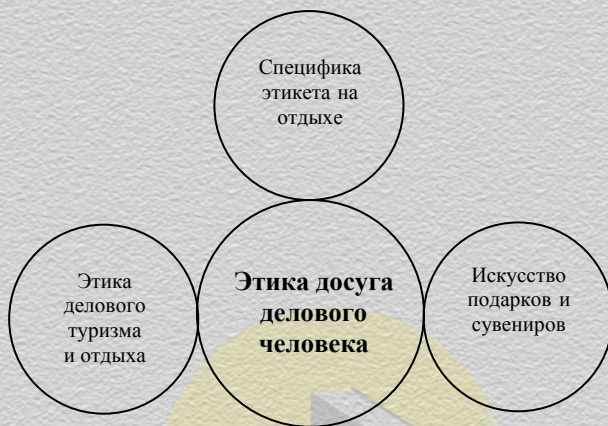 Специфика
этикета на
отдыхе
Этика
делового
туризма
и отдыха
Этика досуга
делового
человека
Искусство
подарков и
сувениров